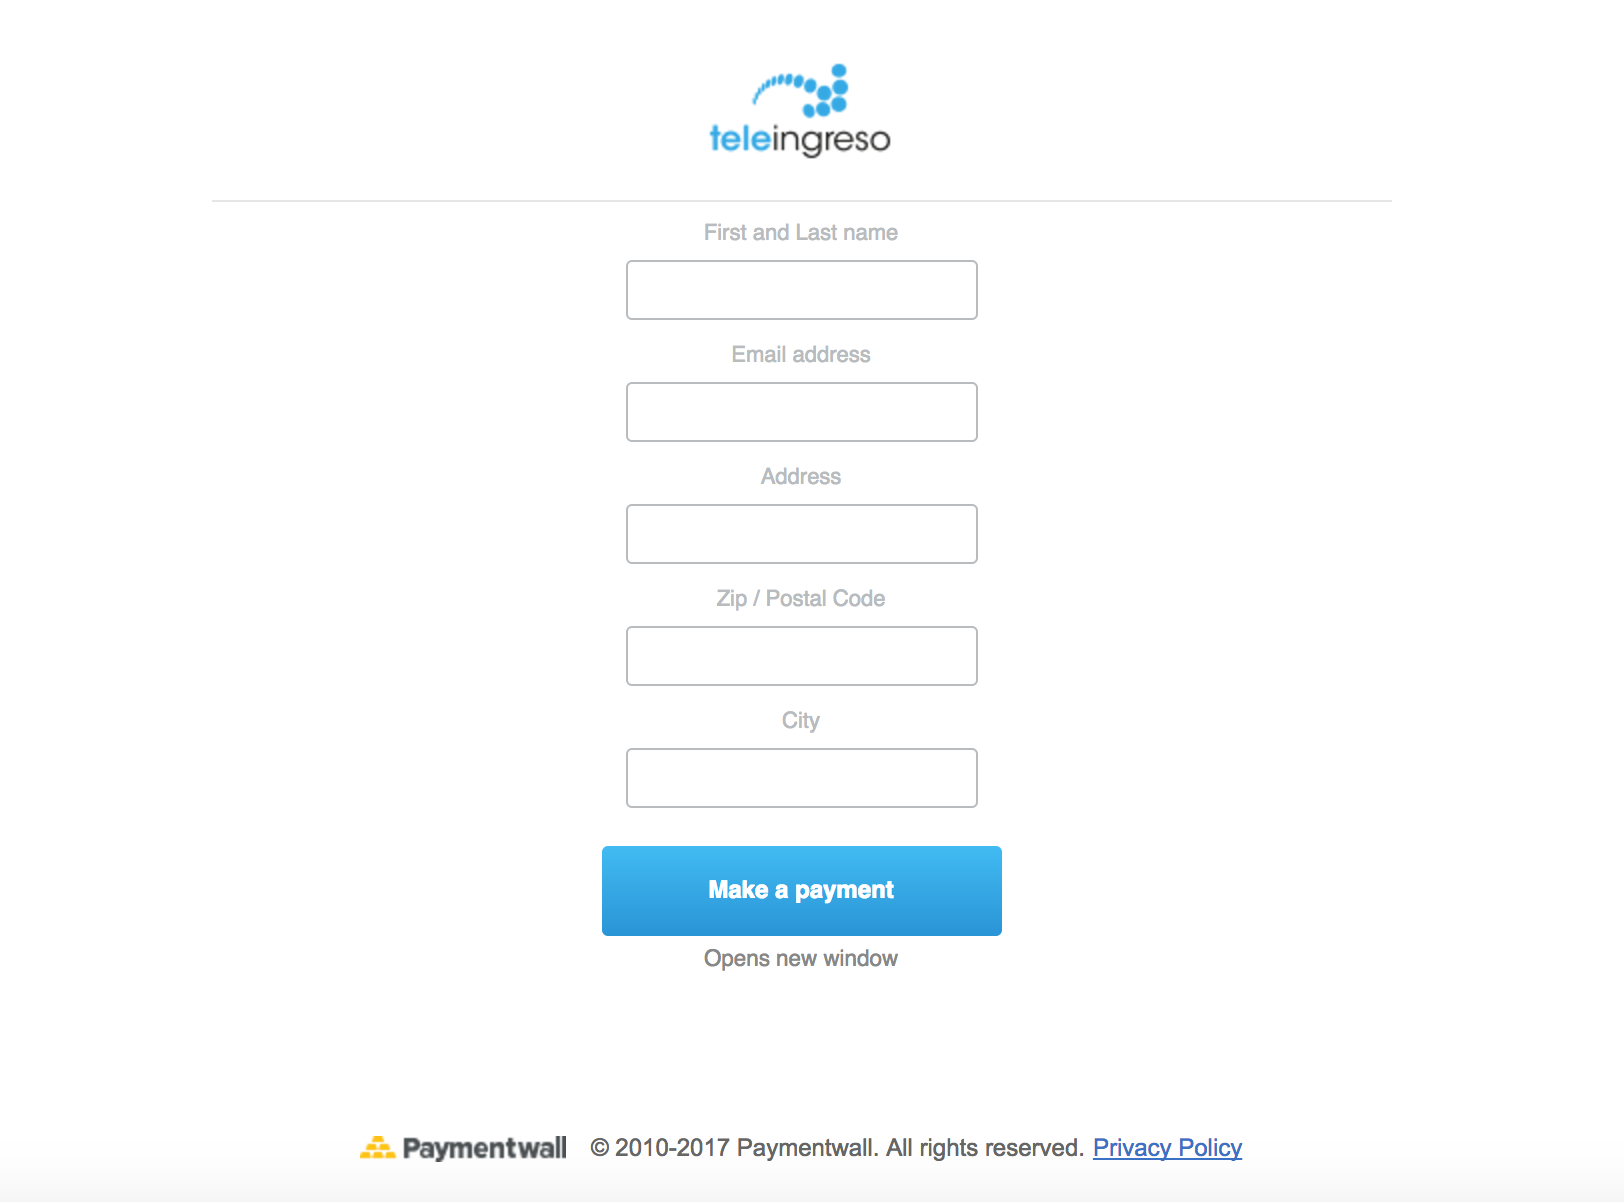 teleingreso
First and Last name
Email address
Address
Zip / Postal Code
City
Make a payment
Opens new window
Paymentwall © 2010-2017 Paymentwall. All rights reserved. Privacy Policy